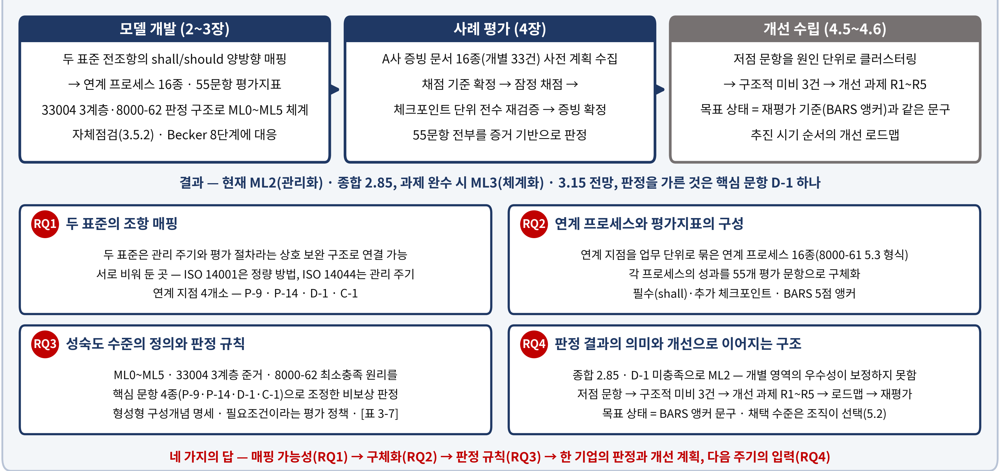 모델 개발 (2~3장)
두 표준 전조항의 shall/should 양방향 매핑
→ 연계 프로세스 16종 · 55문항 평가지표
33004 3계층·8000-62 판정 구조로 ML0~ML5 체계
자체점검(3.5.2) · Becker 8단계에 대응
사례 평가 (4장)
A사 증빙 문서 16종(개별 33건) 사전 계획 수집
채점 기준 확정 → 잠정 채점 →
체크포인트 단위 전수 재검증 → 증빙 확정
55문항 전부를 증거 기반으로 판정
개선 수립 (4.5~4.6)
저점 문항을 원인 단위로 클러스터링
→ 구조적 미비 3건 → 개선 과제 R1~R5
목표 상태 = 재평가 기준(BARS 앵커)과 같은 문구
추진 시기 순서의 개선 로드맵
결과 — 현재 ML2(관리화) · 종합 2.85, 과제 완수 시 ML3(체계화) · 3.15 전망, 판정을 가른 것은 핵심 문항 D-1 하나
RQ1 두 표준의 조항 매핑
두 표준은 관리 주기와 평가 절차라는 상호 보완 구조로 연결 가능
서로 비워 둔 곳 — ISO 14001은 정량 방법, ISO 14044는 관리 주기
연계 지점 4개소 — P-9 · P-14 · D-1 · C-1
RQ2 연계 프로세스와 평가지표의 구성
연계 지점을 업무 단위로 묶은 연계 프로세스 16종(8000-61 5.3 형식)
각 프로세스의 성과를 55개 평가 문항으로 구체화
필수(shall)·추가 체크포인트 · BARS 5점 앵커
RQ3 성숙도 수준의 정의와 판정 규칙
ML0~ML5 · 33004 3계층 준거 · 8000-62 최소충족 원리를
핵심 문항 4종(P-9·P-14·D-1·C-1)으로 조정한 비보상 판정
형성형 구성개념 명세 · 필요조건이라는 평가 정책 · [표 3-7]
RQ4 판정 결과의 의미와 개선으로 이어지는 구조
종합 2.85 · D-1 미충족으로 ML2 — 개별 영역의 우수성이 보정하지 못함
저점 문항 → 구조적 미비 3건 → 개선 과제 R1~R5 → 로드맵 → 재평가
목표 상태 = BARS 앵커 문구 · 채택 수준은 조직이 선택(5.2)
네 가지의 답 — 매핑 가능성(RQ1) → 구체화(RQ2) → 판정 규칙(RQ3) → 한 기업의 판정과 개선 계획, 다음 주기의 입력(RQ4)